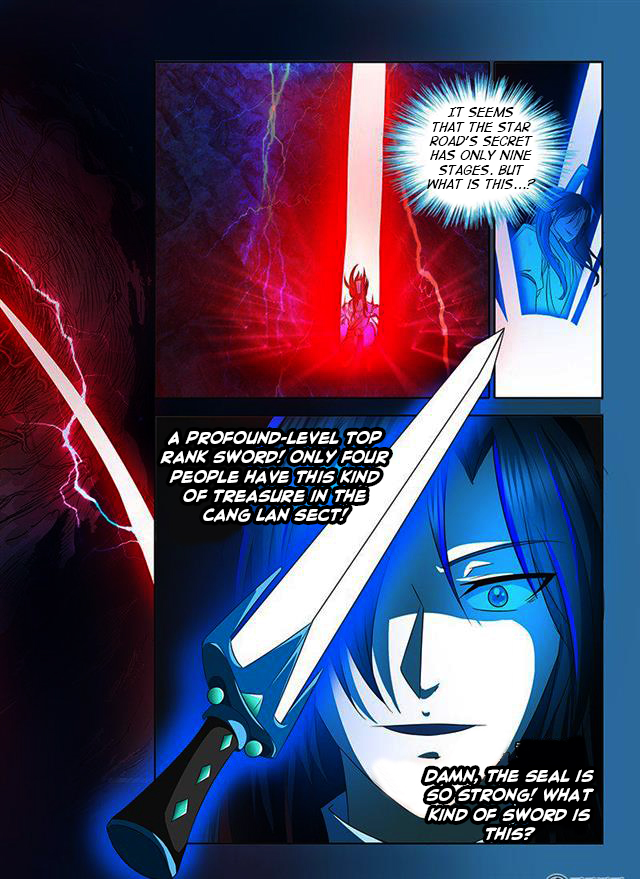 IT SEEMS
THAT THE STAR
ROAD'S SECRET
HAS ONLY NINE
STAGES. BUT
WHAT IS THIS...?
A PROFOUND-LEVEL TOP
RANK SWORD! ONLY FOUR
PEOPLE HAVE THIS KIND
OF TREASURE IN THE
CANG LAN SECT!
DAMN, THE SEAL IS
SO STRONG! WHAT
KIND OF SWORD IS
THIS?